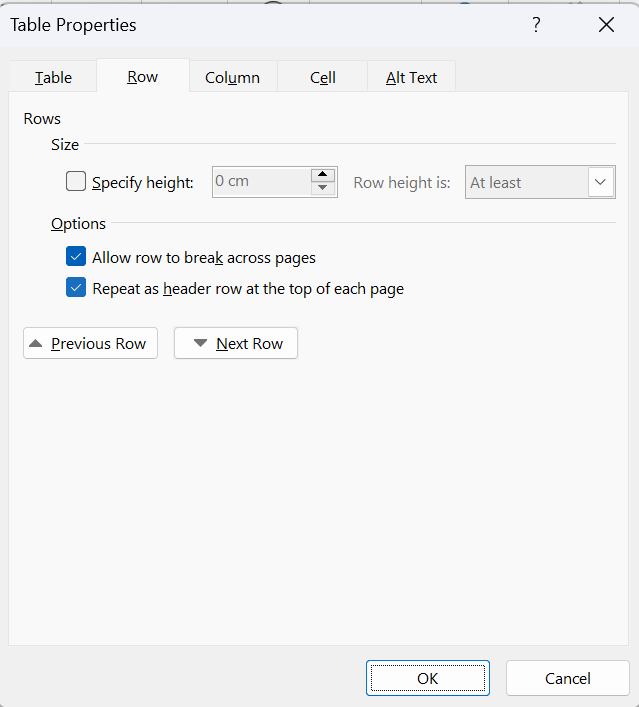 Table Properties ?
Table Row Column Cell Alt Text
Rows
Size
Specify height: 0 cm Row height is: At least
Options
Allow row to break across pages
Repeat as header row at the top of each page
Previous Row Next Row
OK Cancel